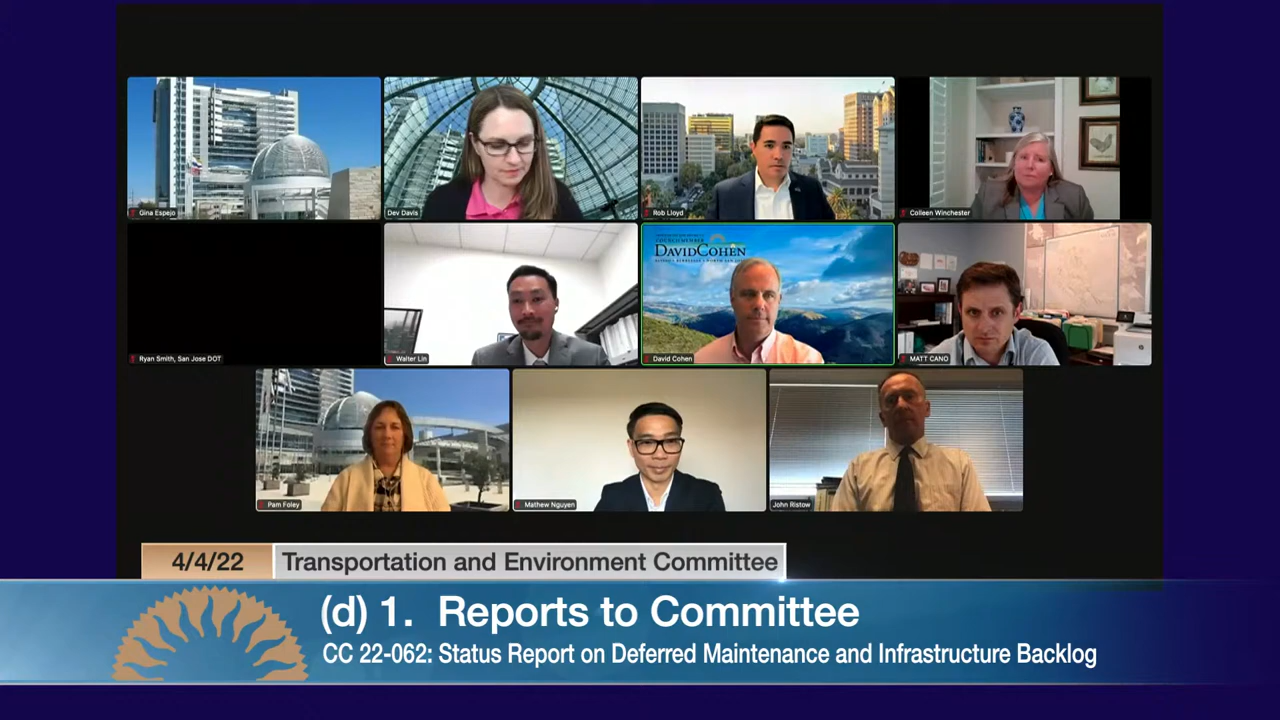 Gina Espejo
Dev Davis
Rob Lloyd
Colleen Winchester
Ryan Smith, San Jose DOT
Walter Lin
COUNCILMEMBER
DAVID COHEN
David Cohen
MATT CANO
Pam Foley
Mathew Nguyen
John Ristow
4/4/22 Transportation and Environment Committee
(d) 1. Reports to Committee
CC 22-062: Status Report on Deferred Maintenance and Infrastructure Backlog